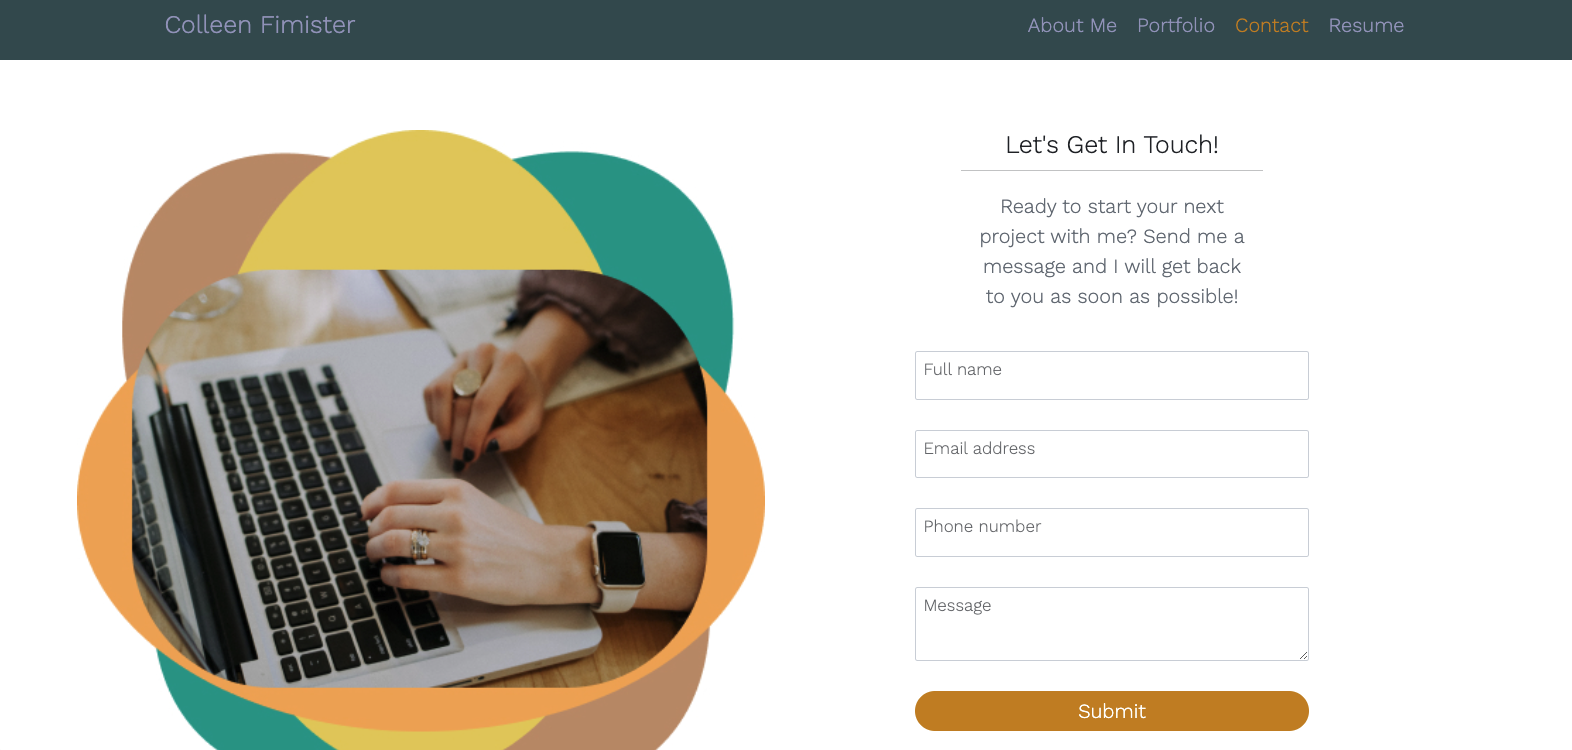 Colleen Fimister
About Me Portfolio Contact Resume
Let's Get In Touch!
Ready to start your next
project with me? Send me a
message and I will get back
to you as soon as possible!
Full name
Email address
Phone number
Message
Submit